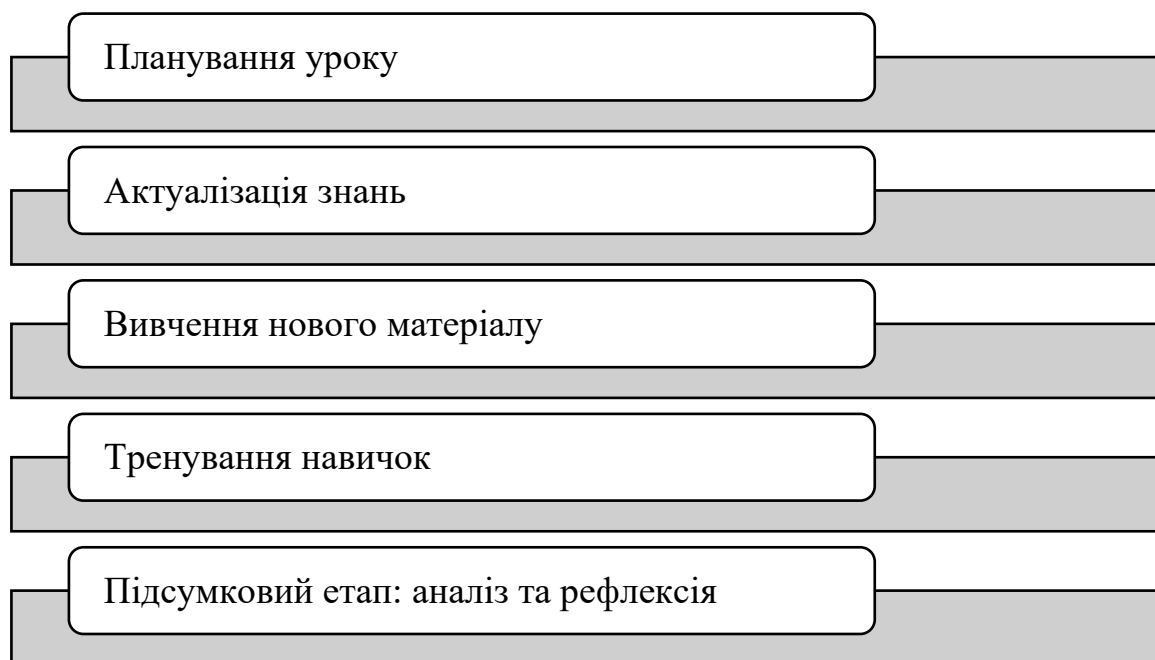 Планування уроку
Актуалізація знань
Вивчення нового матеріалу
Тренування навичок
Підсумковий етап: аналіз та рефлексія